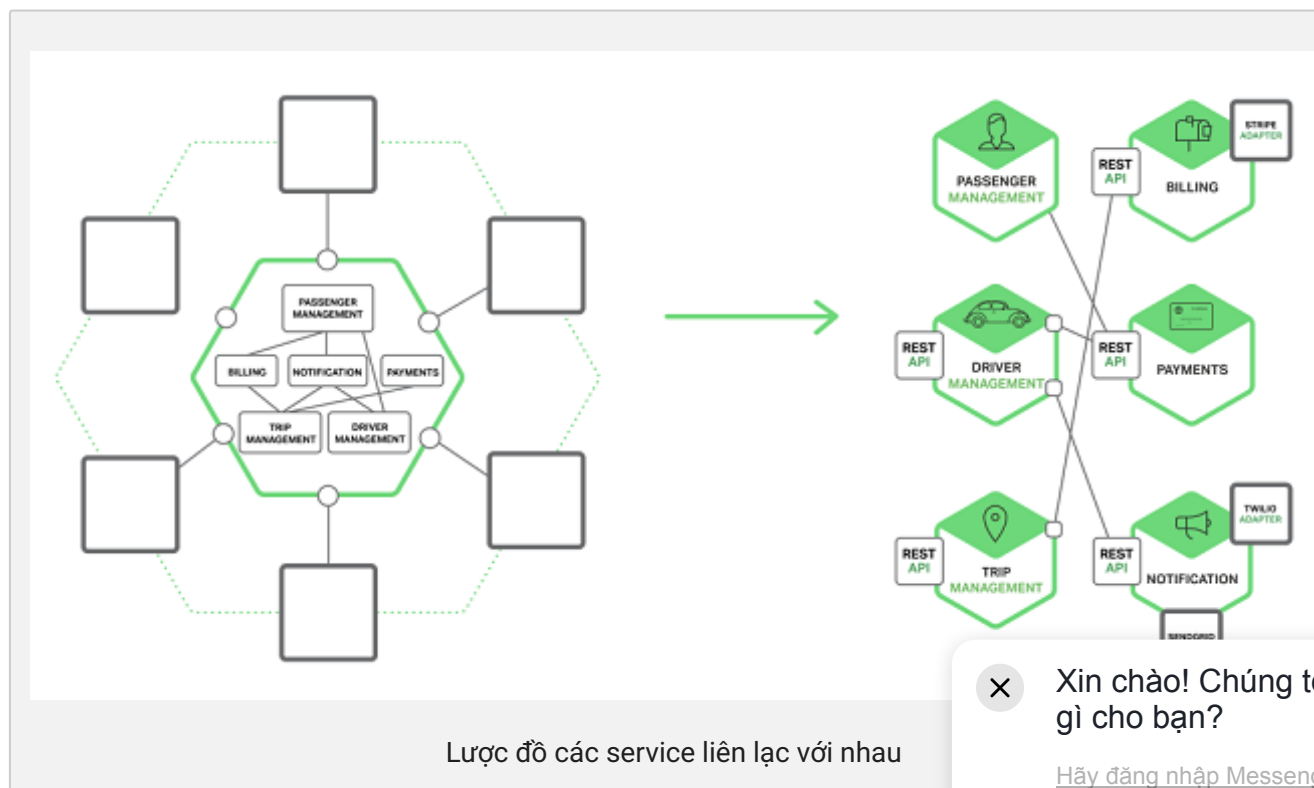 PASSENGER
MANAGEMENT
BILLING
NOTIFICATION
PAYMENTS
TRIP
MANAGEMENT
DRIVER
MANAGEMENT
PASSENGER
MANAGEMENT
REST
API
BILLING
STRIPE
ADAPTER
REST
API
DRIVER
MANAGEMENT
REST
API
PAYMENTS
REST
API
TRIP
MANAGEMENT
REST
API
NOTIFICATION
TWILIO
ADAPTER
SENDGRID
Lược đồ các service liên lạc với nhau
Xin chào! Chúng t
gì cho bạn?
Hãy đăng nhập Messen